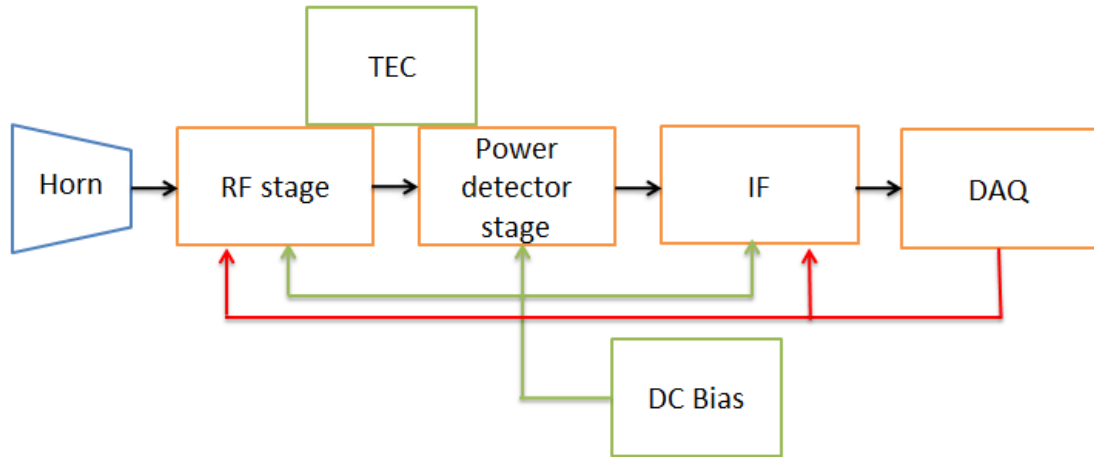 TEC
Horn
RF stage
Power
detector
stage
IF
DAQ
DC Bias